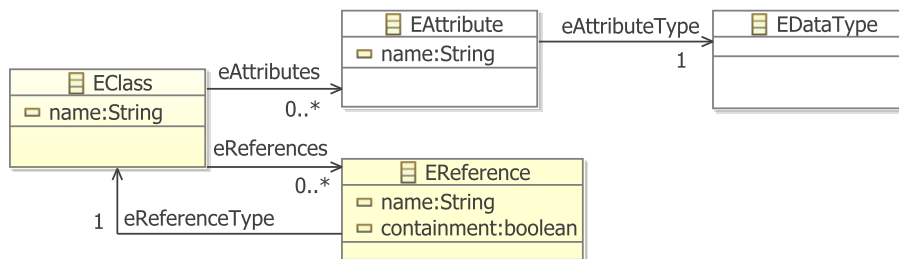 EAttribute
name:String
eAttributeType
1
EDataType
EClass
name:String
eAttributes
0..*
eReferences
0..*
EReference
name:String
containment:boolean
1
eReferenceType